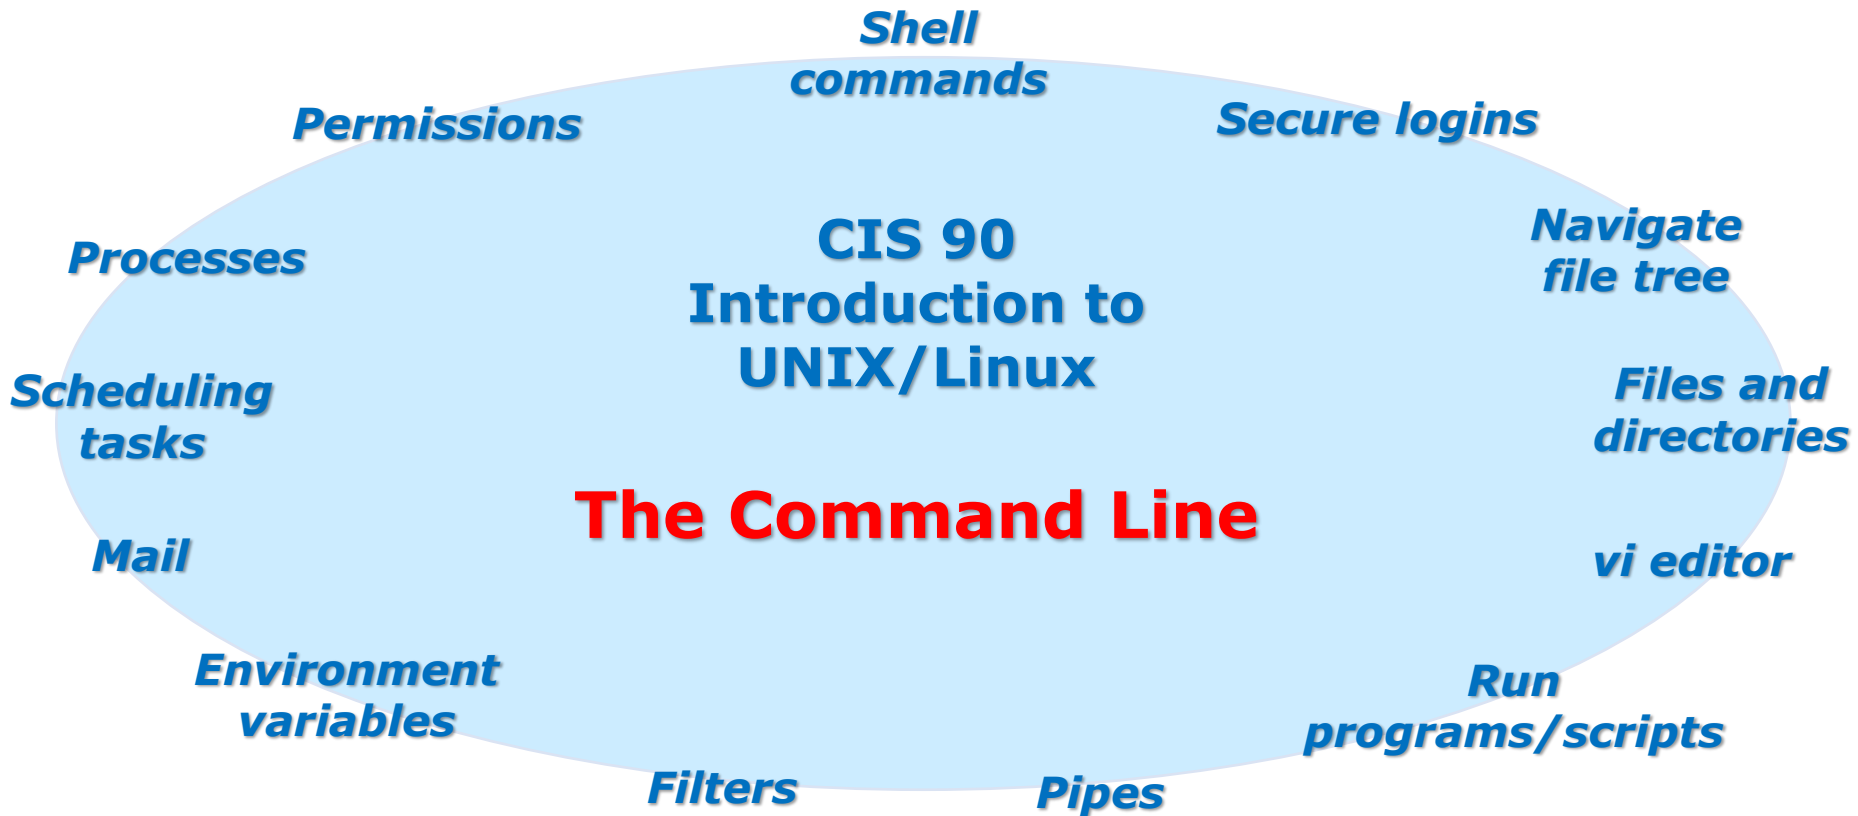 Shell
commands
Permissions
Secure logins
Navigate
file tree
Processes
CIS 90
Introduction to
UNIX/Linux
Files and
directories
Scheduling
tasks
The Command Line
Mail
vi editor
Environment
variables
Run
programs/scripts
Filters
Pipes